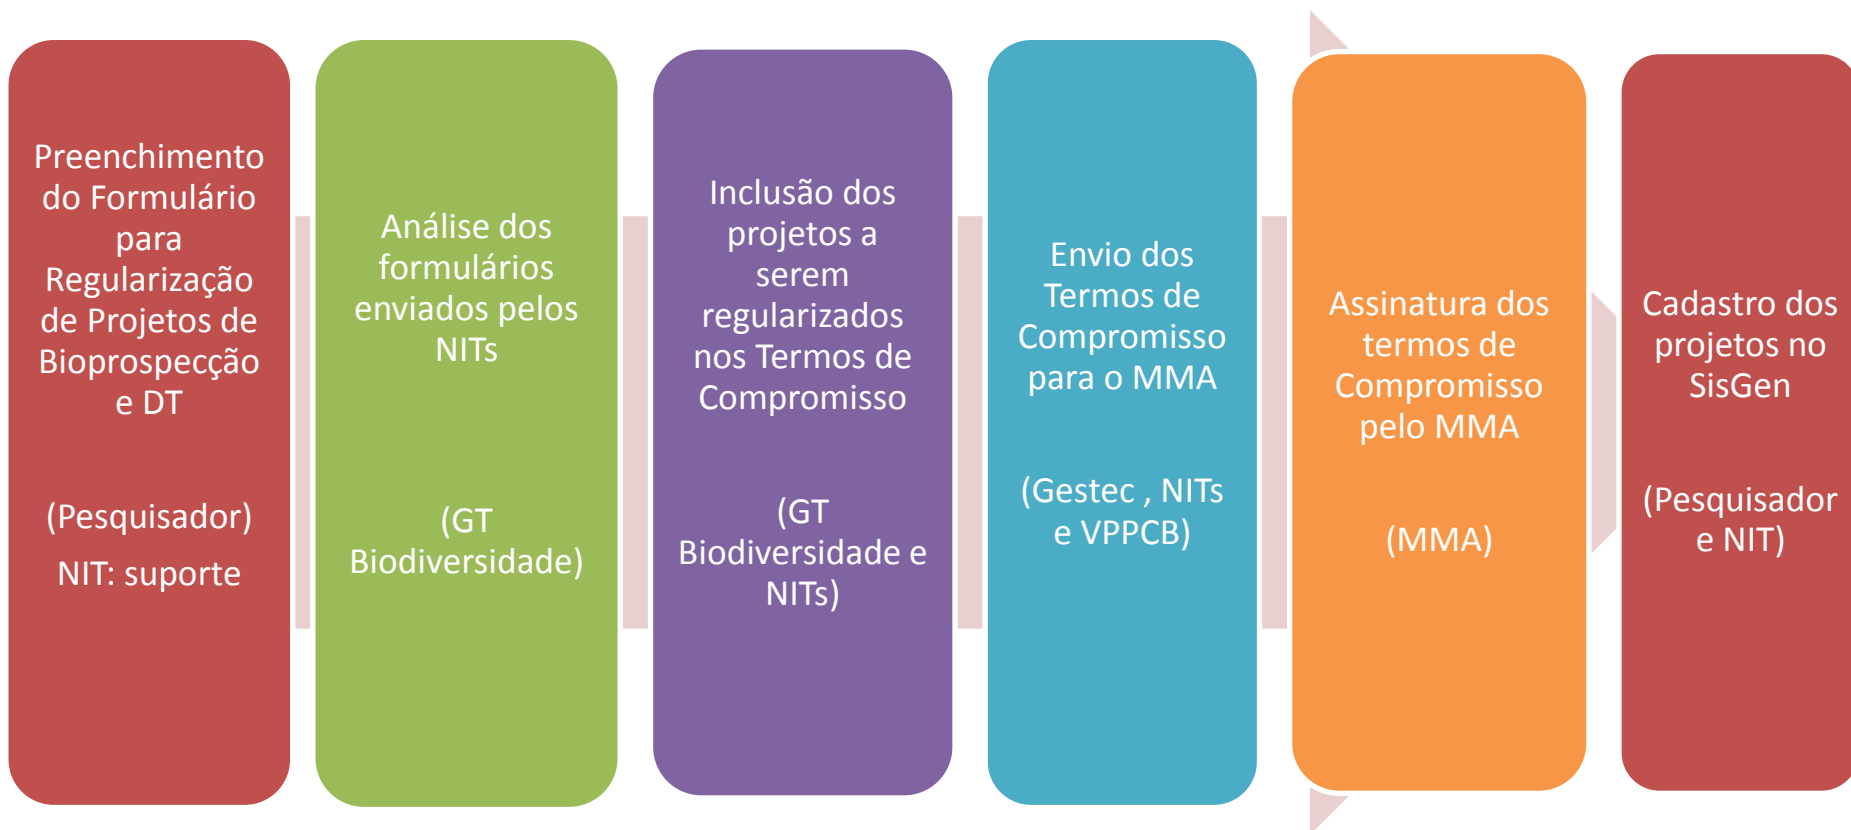 Preenchimento
do Formulário
para
Regularização
de Projetos de
Bioprospecção
e DT
(Pesquisador)
NIT: suporte
Análise dos
formulários
enviados pelos
NITs
(GT
Biodiversidade)
Inclusão dos
projetos a
serem
regularizados
nos Termos de
Compromisso
(GT
Biodiversidade e
NITs)
Envio dos
Termos de
Compromisso
para o MMA
(Gestec , NITs
e VPPCB)
Assinatura dos
termos de
Compromisso
pelo MMA
(MMA)
Cadastro dos
projetos no
SisGen
(Pesquisador
e NIT)